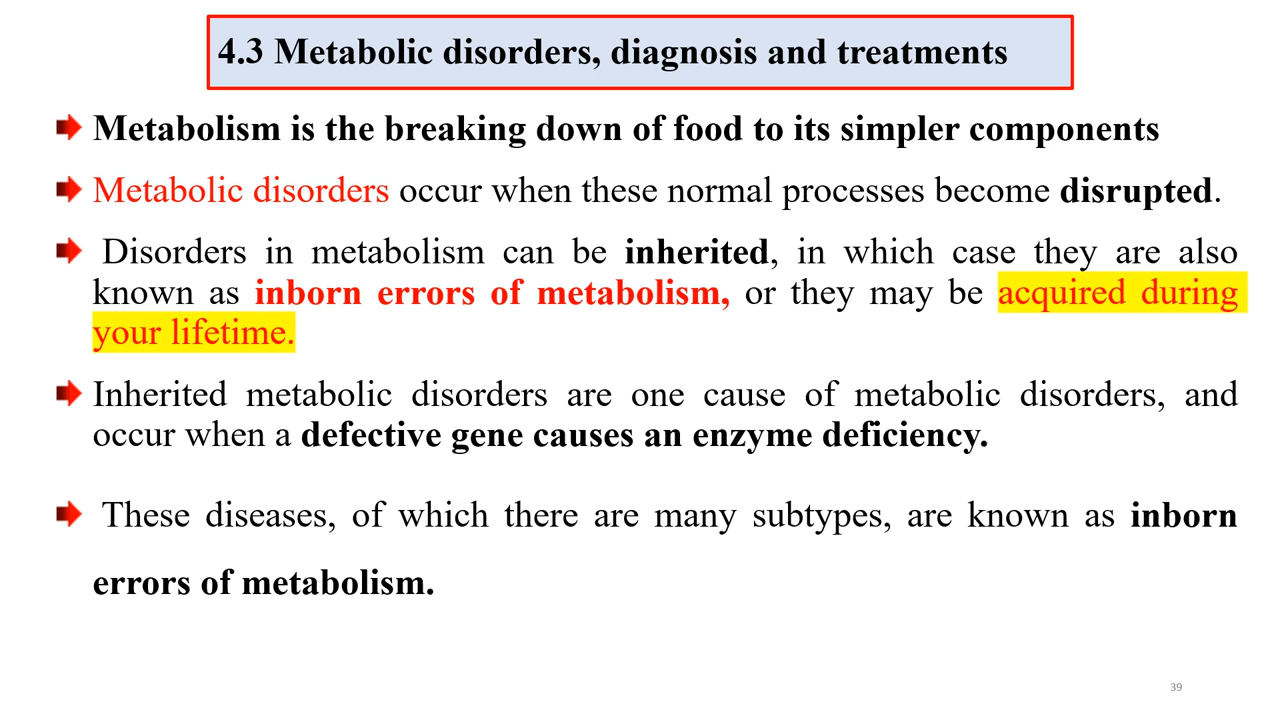 4.3 Metabolic disorders, diagnosis and treatments
Metabolism is the breaking down of food to its simpler components
Metabolic disorders occur when these normal processes become disrupted.
Disorders in metabolism can be inherited, in which case they are also
known as inborn errors of metabolism, or they may be acquired during
your lifetime.
Inherited metabolic disorders are one cause of metabolic disorders, and
occur when a defective gene causes an enzyme deficiency.
These diseases, of which there are many subtypes, are known as inborn
errors of metabolism.
39